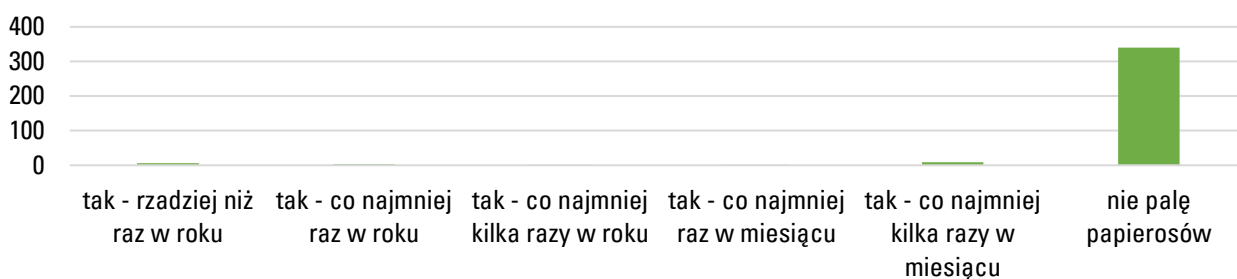 400
300
200
100
0
tak - rzadziej niż
raz w roku
tak - co najmniej
raz w roku
tak - co najmniej
kilka razy w roku
tak - co najmniej
raz w miesiącu
tak - co najmniej
kilka razy w
miesiącu
nie palę
papierosów